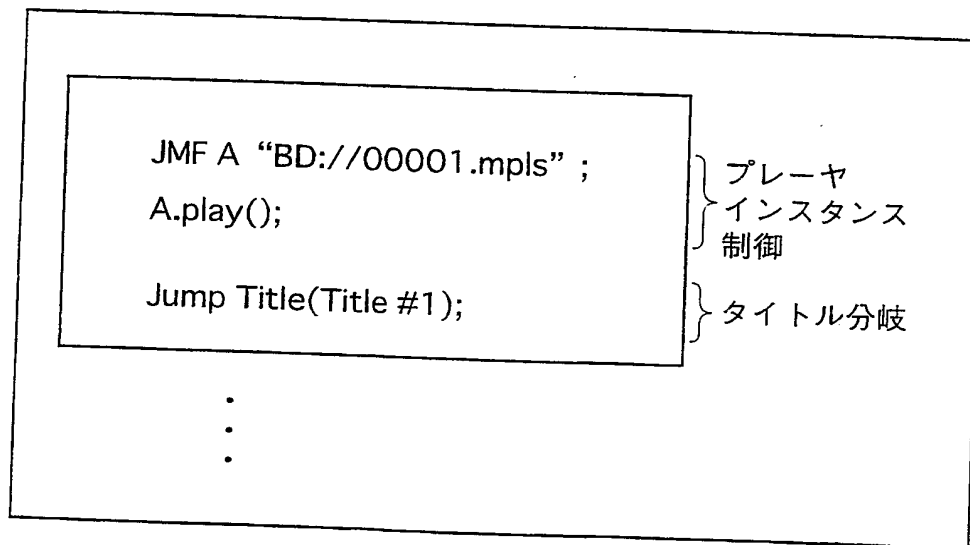 JMF A “BD://00001.mpls” ;
A.play();
プレーヤ
インスタンス
制御
Jump Title(Title #1);
タイトル分岐